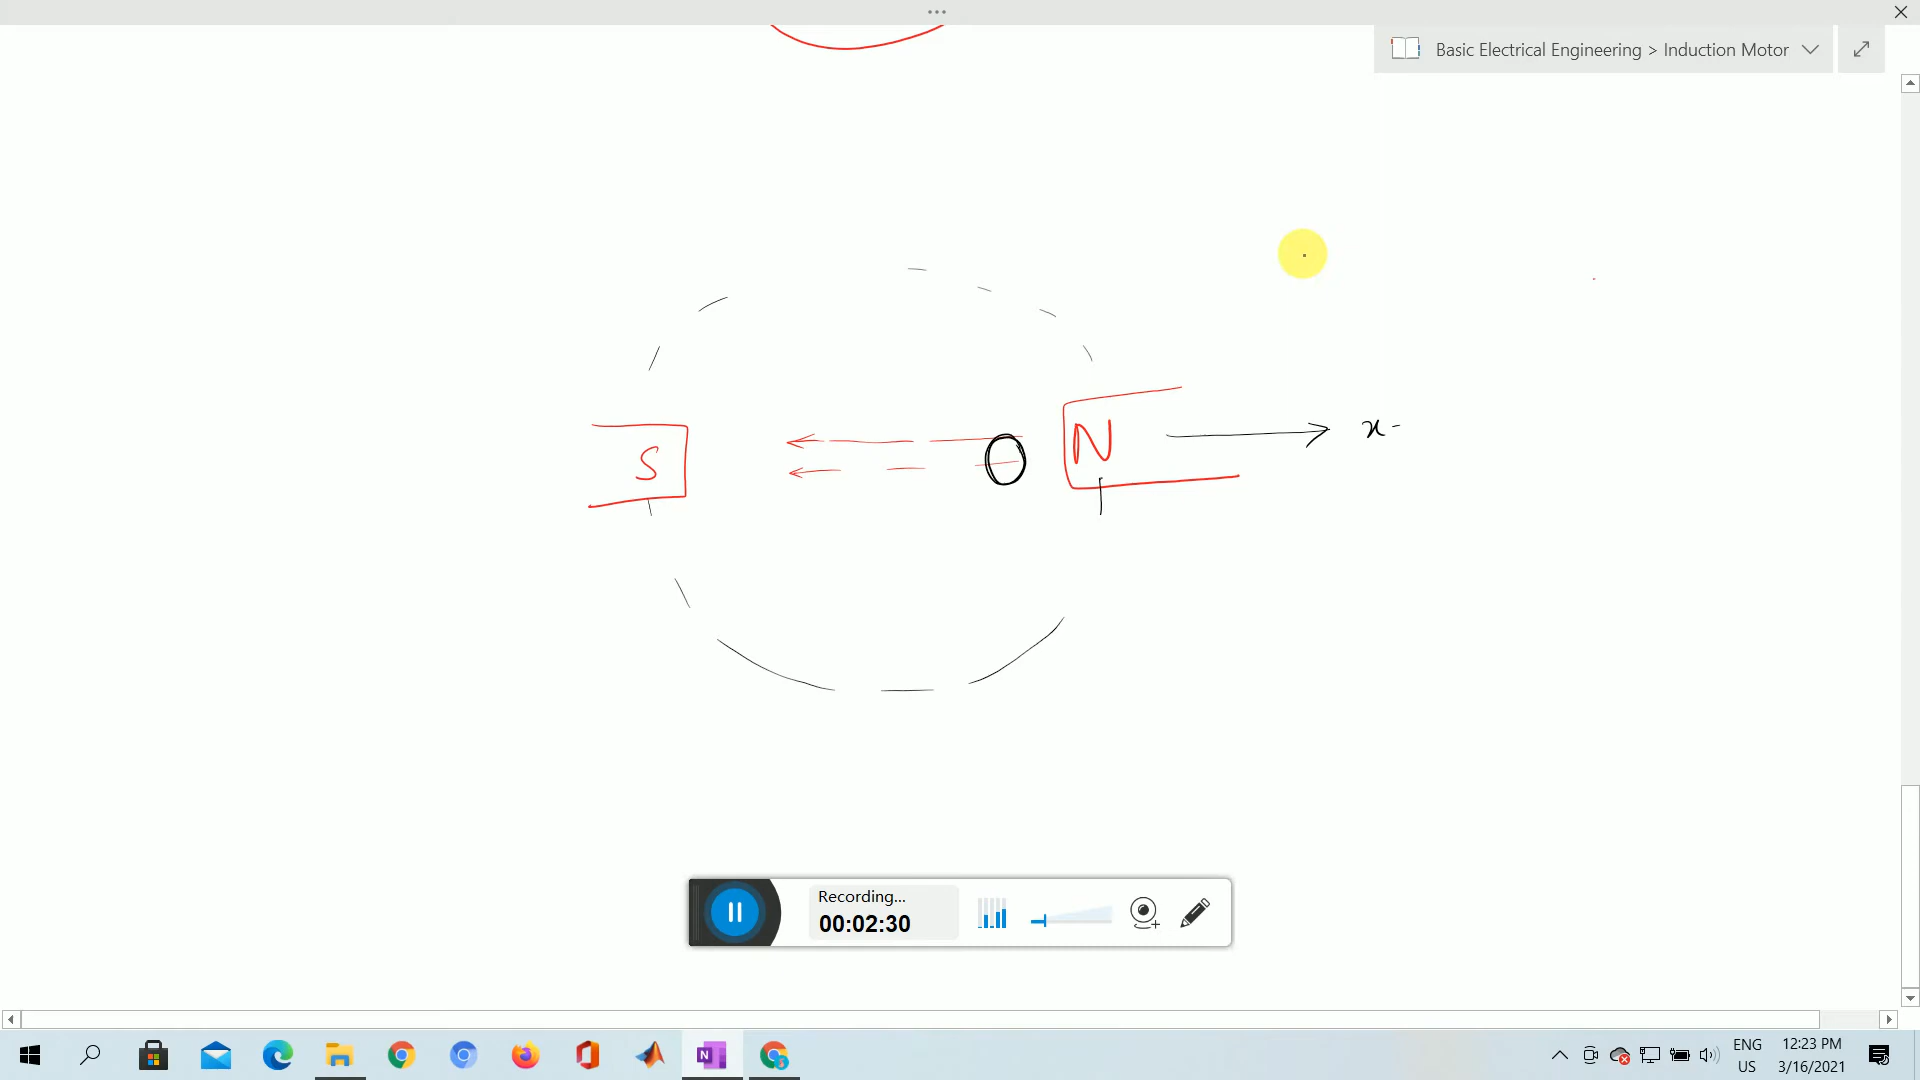 Basic Electrical Engineering > Induction Motor
S
N
x-
Recording...
00:02:30
ENG
US
12:23 PM
3/16/2021